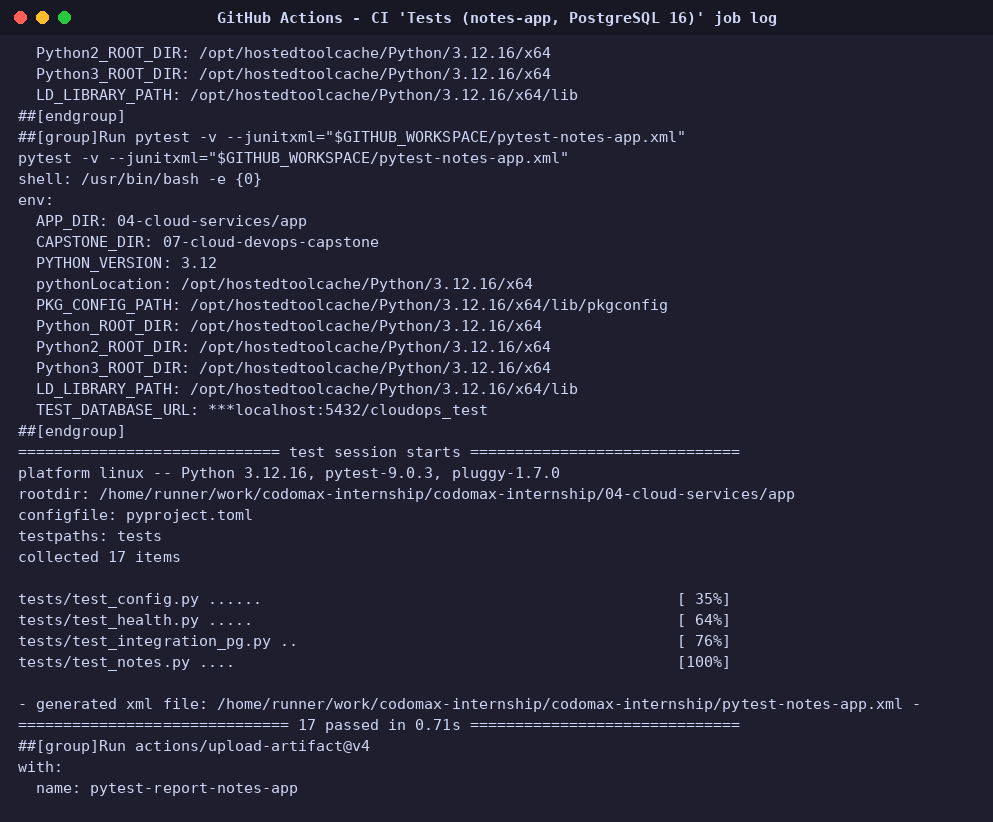 GitHub Actions - CI 'Tests (notes-app, PostgreSQL 16)' job log
Python2_ROOT_DIR: /opt/hostedtoolcache/Python/3.12.16/x64
Python3_ROOT_DIR: /opt/hostedtoolcache/Python/3.12.16/x64
LD_LIBRARY_PATH: /opt/hostedtoolcache/Python/3.12.16/x64/lib
##[endgroup]
##[group]Run pytest -v --junitxml="$GITHUB_WORKSPACE/pytest-notes-app.xml"
pytest -v --junitxml="$GITHUB_WORKSPACE/pytest-notes-app.xml"
shell: /usr/bin/bash -e {0}
env:
  APP_DIR: 04-cloud-services/app
  CAPSTONE_DIR: 07-cloud-devops-capstone
  PYTHON_VERSION: 3.12
  pythonLocation: /opt/hostedtoolcache/Python/3.12.16/x64
  PKG_CONFIG_PATH: /opt/hostedtoolcache/Python/3.12.16/x64/lib/pkgconfig
  Python_ROOT_DIR: /opt/hostedtoolcache/Python/3.12.16/x64
  Python2_ROOT_DIR: /opt/hostedtoolcache/Python/3.12.16/x64
  Python3_ROOT_DIR: /opt/hostedtoolcache/Python/3.12.16/x64
  LD_LIBRARY_PATH: /opt/hostedtoolcache/Python/3.12.16/x64/lib
  TEST_DATABASE_URL: ***localhost:5432/cloudops_test
##[endgroup]
============================= test session starts ==============================
platform linux -- Python 3.12.16, pytest-9.0.3, pluggy-1.7.0
rootdir: /home/runner/work/codomax-internship/codomax-internship/04-cloud-services/app
configfile: pyproject.toml
testpaths: tests
collected 17 items
tests/test_config.py ...... [ 35%]
tests/test_health.py ..... [ 64%]
tests/test_integration_pg.py .. [ 76%]
tests/test_notes.py .... [100%]
- generated xml file: /home/runner/work/codomax-internship/codomax-internship/pytest-notes-app.xml -
============================== 17 passed in 0.71s ==============================
##[group]Run actions/upload-artifact@v4
with:
  name: pytest-report-notes-app